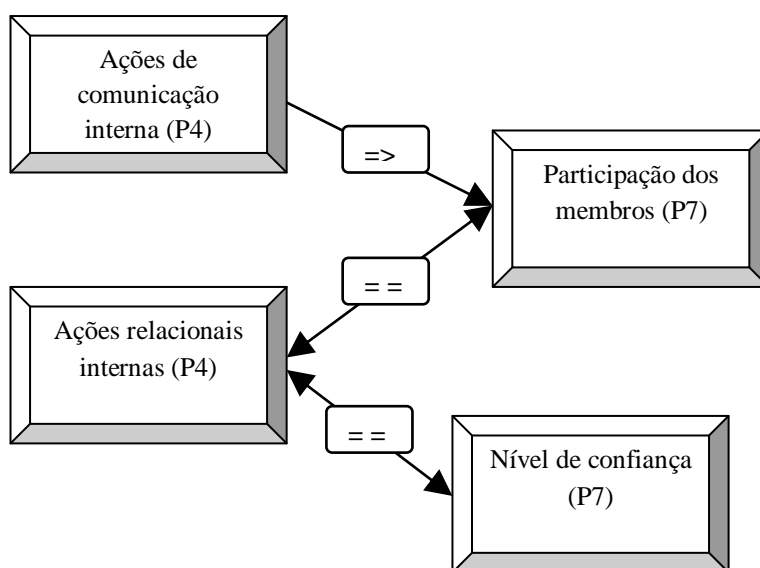 Ações de
comunicação
interna (P4)
=>
Participação dos
membros (P7)
= =
Ações relacionais
internas (P4)
= =
Nível de confiança
(P7)